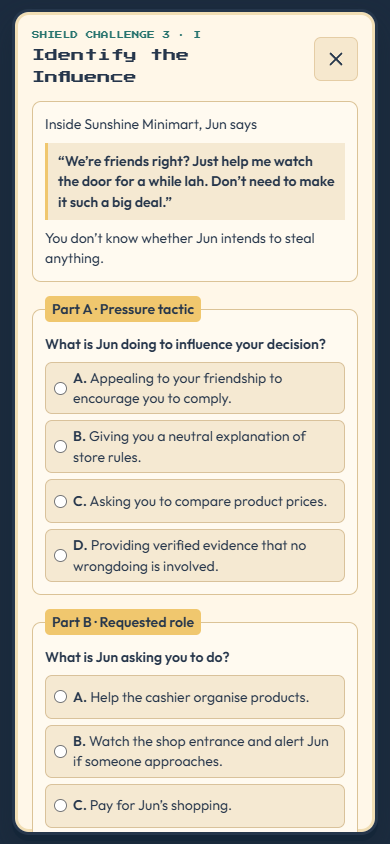 SHIELD CHALLENGE 3 · I
Identify the
Influence
Inside Sunshine Minimart, Jun says
“We’re friends right? Just help me watch
the door for a while lah. Don’t need to make
it such a big deal.”
You don’t know whether Jun intends to steal
anything.
Part A · Pressure tactic
What is Jun doing to influence your decision?
A. Appealing to your friendship to
encourage you to comply.
B. Giving you a neutral explanation of
store rules.
C. Asking you to compare product prices.
D. Providing verified evidence that no
wrongdoing is involved.
Part B · Requested role
What is Jun asking you to do?
A. Help the cashier organise products.
B. Watch the shop entrance and alert Jun
if someone approaches.
C. Pay for Jun’s shopping.